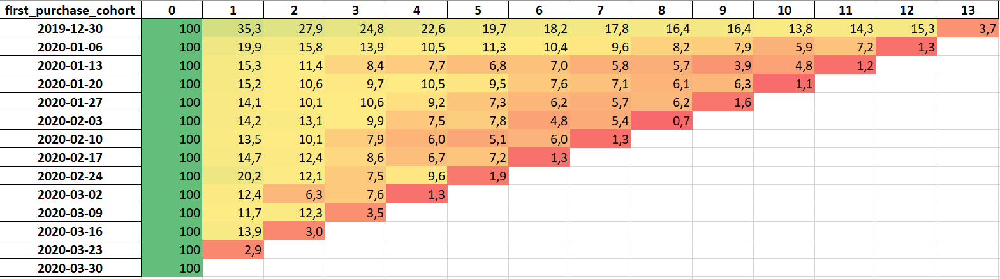 first_purchase_cohort 0 1 2 3 4 5 6 7 8 9 10 11 12 13
2019-12-30 100 35,3 27,9 24,8 22,6 19,7 18,2 17,8 16,4 16,4 13,8 14,3 15,3 3,7
2020-01-06 100 19,9 15,8 13,9 10,5 11,3 10,4 9,6 8,2 7,9 5,9 7,2 1,3
2020-01-13 100 15,3 11,4 8,4 7,7 6,8 7,0 5,8 5,7 3,9 4,8 1,2
2020-01-20 100 15,2 10,6 9,7 10,5 9,5 7,6 7,1 6,1 6,3 1,1
2020-01-27 100 14,1 10,1 10,6 9,2 7,3 6,2 5,7 6,2 1,6
2020-02-03 100 14,2 13,1 9,9 7,5 7,8 4,8 5,4 0,7
2020-02-10 100 13,5 10,1 7,9 6,0 5,1 6,0 1,3
2020-02-17 100 14,7 12,4 8,6 6,7 7,2 1,3
2020-02-24 100 20,2 12,1 7,5 9,6 1,9
2020-03-02 100 12,4 6,3 7,6 1,3
2020-03-09 100 11,7 12,3 3,5
2020-03-16 100 13,9 3,0
2020-03-23 100 2,9
2020-03-30 100